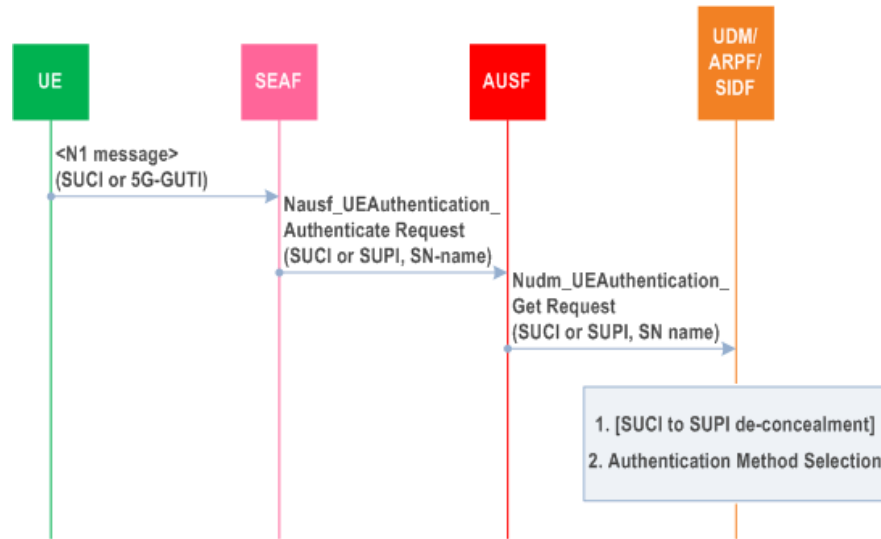 UE
SEAF
AUSF
UDM/
ARPF/
SIDF
<N1 message>
(SUCI or 5G-GUTI)
Nausf_UEAuthentication_
Authenticate Request
(SUCI or SUPI, SN-name)
Nudm_UEAuthentication_
Get Request
(SUCI or SUPI, SN name)
1. [SUCI to SUPI de-concealment]
2. Authentication Method Selection